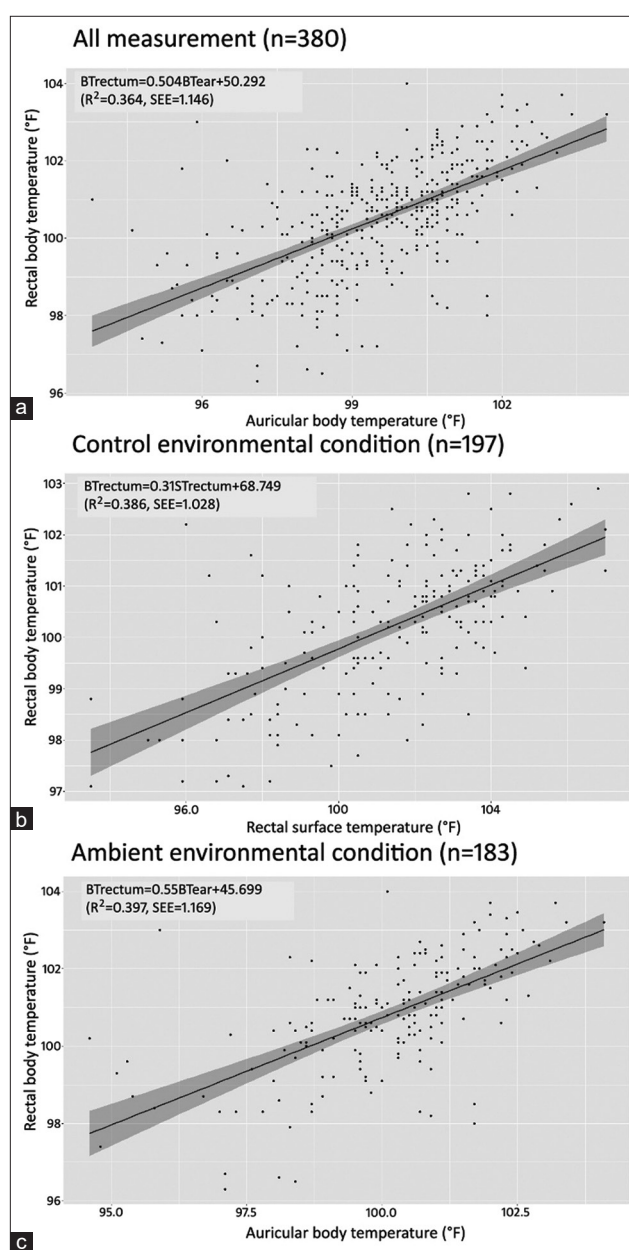 All measurement (n=380)
BTrectum=0.504BTear+50.292
(R²=0.364, SEE=1.146)
Rectal body temperature (°F)
104
102
100
98
96
96 99 102
Auricular body temperature (°F)
a
Control environmental condition (n=197)
BTrectum=0.31STrectum+68.749
(R²=0.386, SEE=1.028)
Rectal body temperature (°F)
103
102
101
100
99
98
97
96.0 98.0 100 104
Rectal surface temperature (°F)
b
Ambient environmental condition (n=183)
BTrectum=0.55BTear+45.699
(R²=0.397, SEE=1.169)
Rectal body temperature (°F)
104
102
100
98
96
95.0 97.5 100.0 102.5
Auricular body temperature (°F)
c